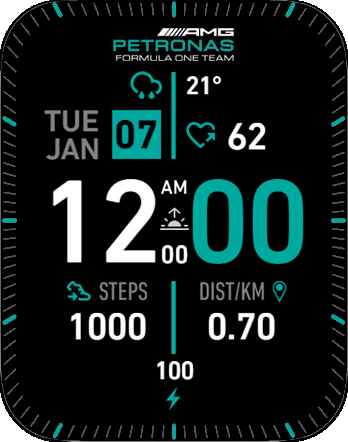 AMG
PETRONAS
FORMULA ONE TEAM
21°
TUE
JAN
07
62
12
AM
00
00
STEPS
DIST/KM
1000
0.70
100